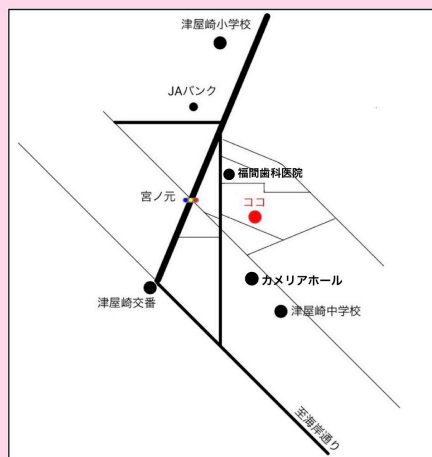 津屋崎小学校
JAバンク
福間歯科医院
宮ノ元
ココ
カメリアホール
津屋崎交番
津屋崎中学校
至海岸通り